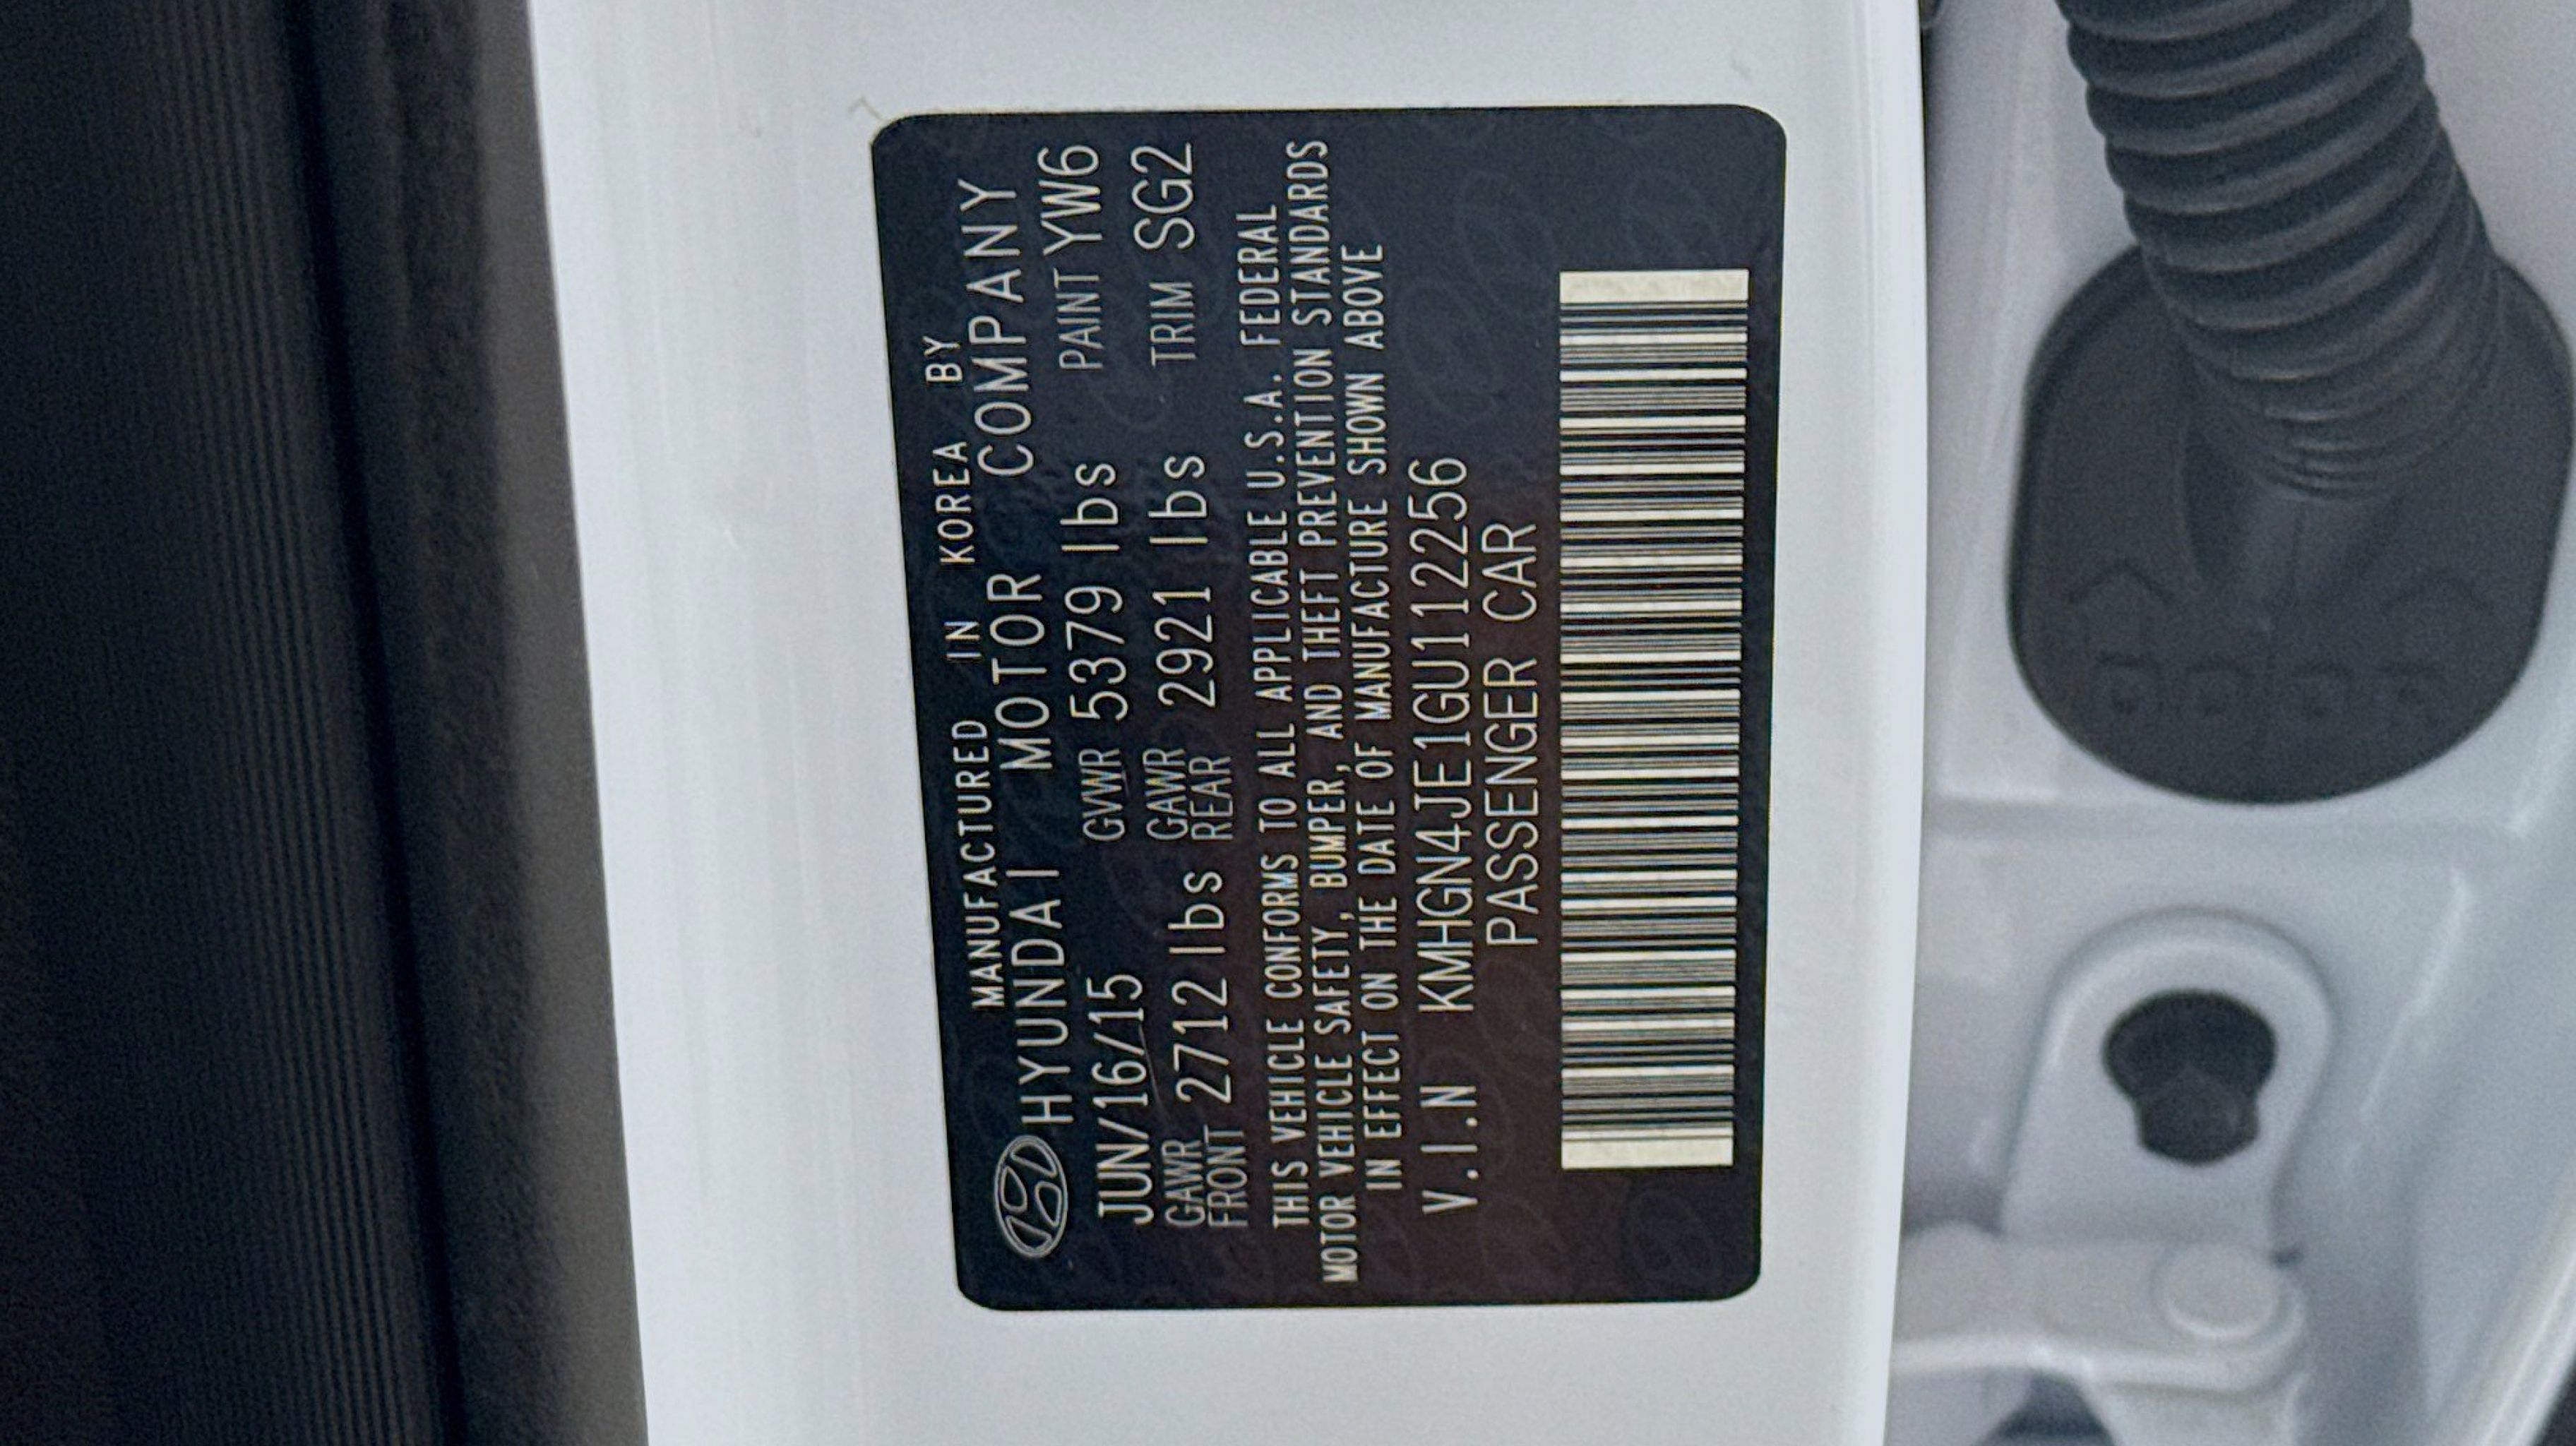 MANUFACTURED IN KOREA BY
HYUNDAI MOTOR COMPANY
JUN/16/15 GVWR 5379 lbs PAINT YW6
GAWR FRONT 2712 lbs GAWR REAR 2921 lbs TRIM SG2
THIS VEHICLE CONFORMS TO ALL APPLICABLE U.S.A. FEDERAL
MOTOR VEHICLE SAFETY, BUMPER, AND THEFT PREVENTION STANDARDS
IN EFFECT ON THE DATE OF MANUFACTURE SHOWN ABOVE
V.I.N KMHGN4JE1GU112256
PASSENGER CAR